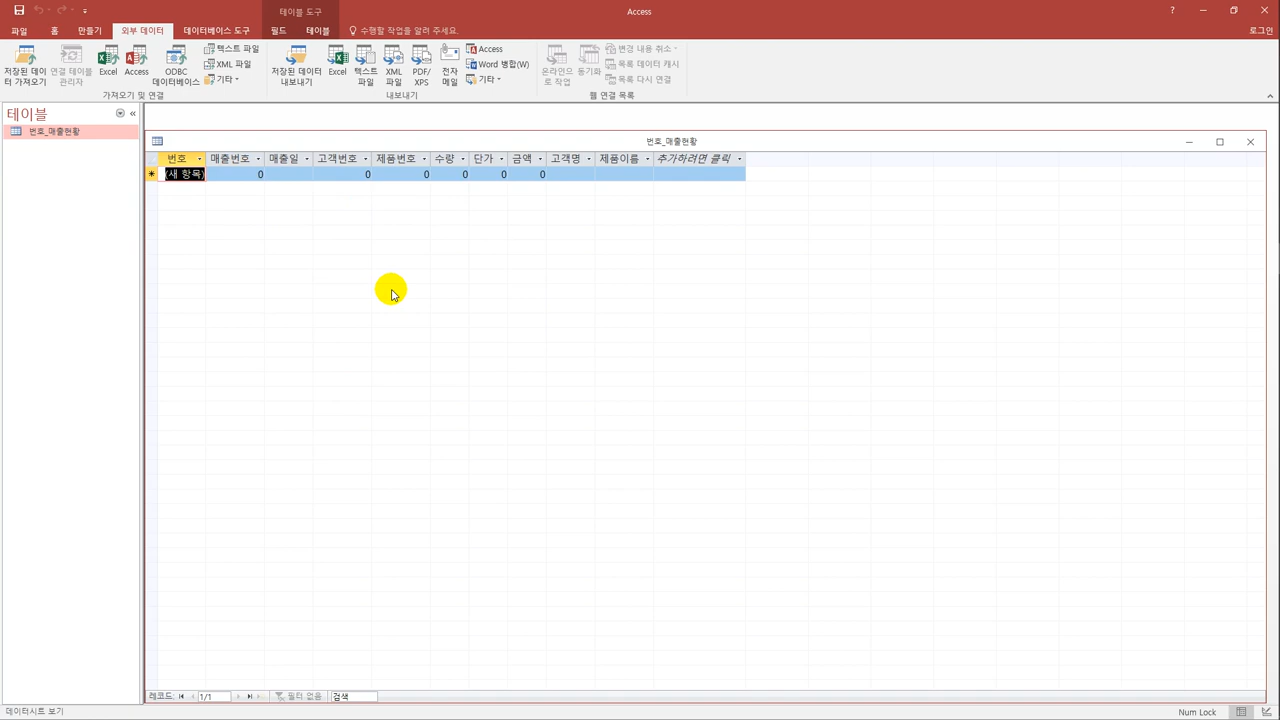 테이블 도구
Access
파일 홈 만들기 외부 데이터 데이터베이스 도구 필드 테이블 수행할 작업을 알려 주세요. 로그인
저장된 데이터 가져오기
연결 테이블 관리자
Excel
Access
ODBC 데이터베이스
텍스트 파일
XML 파일
기타
가져오기 및 연결
저장된 데이터 내보내기
Excel
텍스트 파일
XML 파일
PDF/XPS
전자 메일
Access
Word 병합(W)
기타
내보내기
온라인으로 작업
동기화
변경 내용 취소
목록 데이터 캐시
목록 다시 연결
웹 연결 목록
테이블
번호_매출현황
번호_매출현황
번호 매출번호 매출일 고객번호 제품번호 수량 단가 금액 고객명 제품이름 추가하려면 클릭
(새 항목) 0 0 0 0 0 0
레코드: 1/1 필터 없음 검색
데이터시트 보기 Num Lock